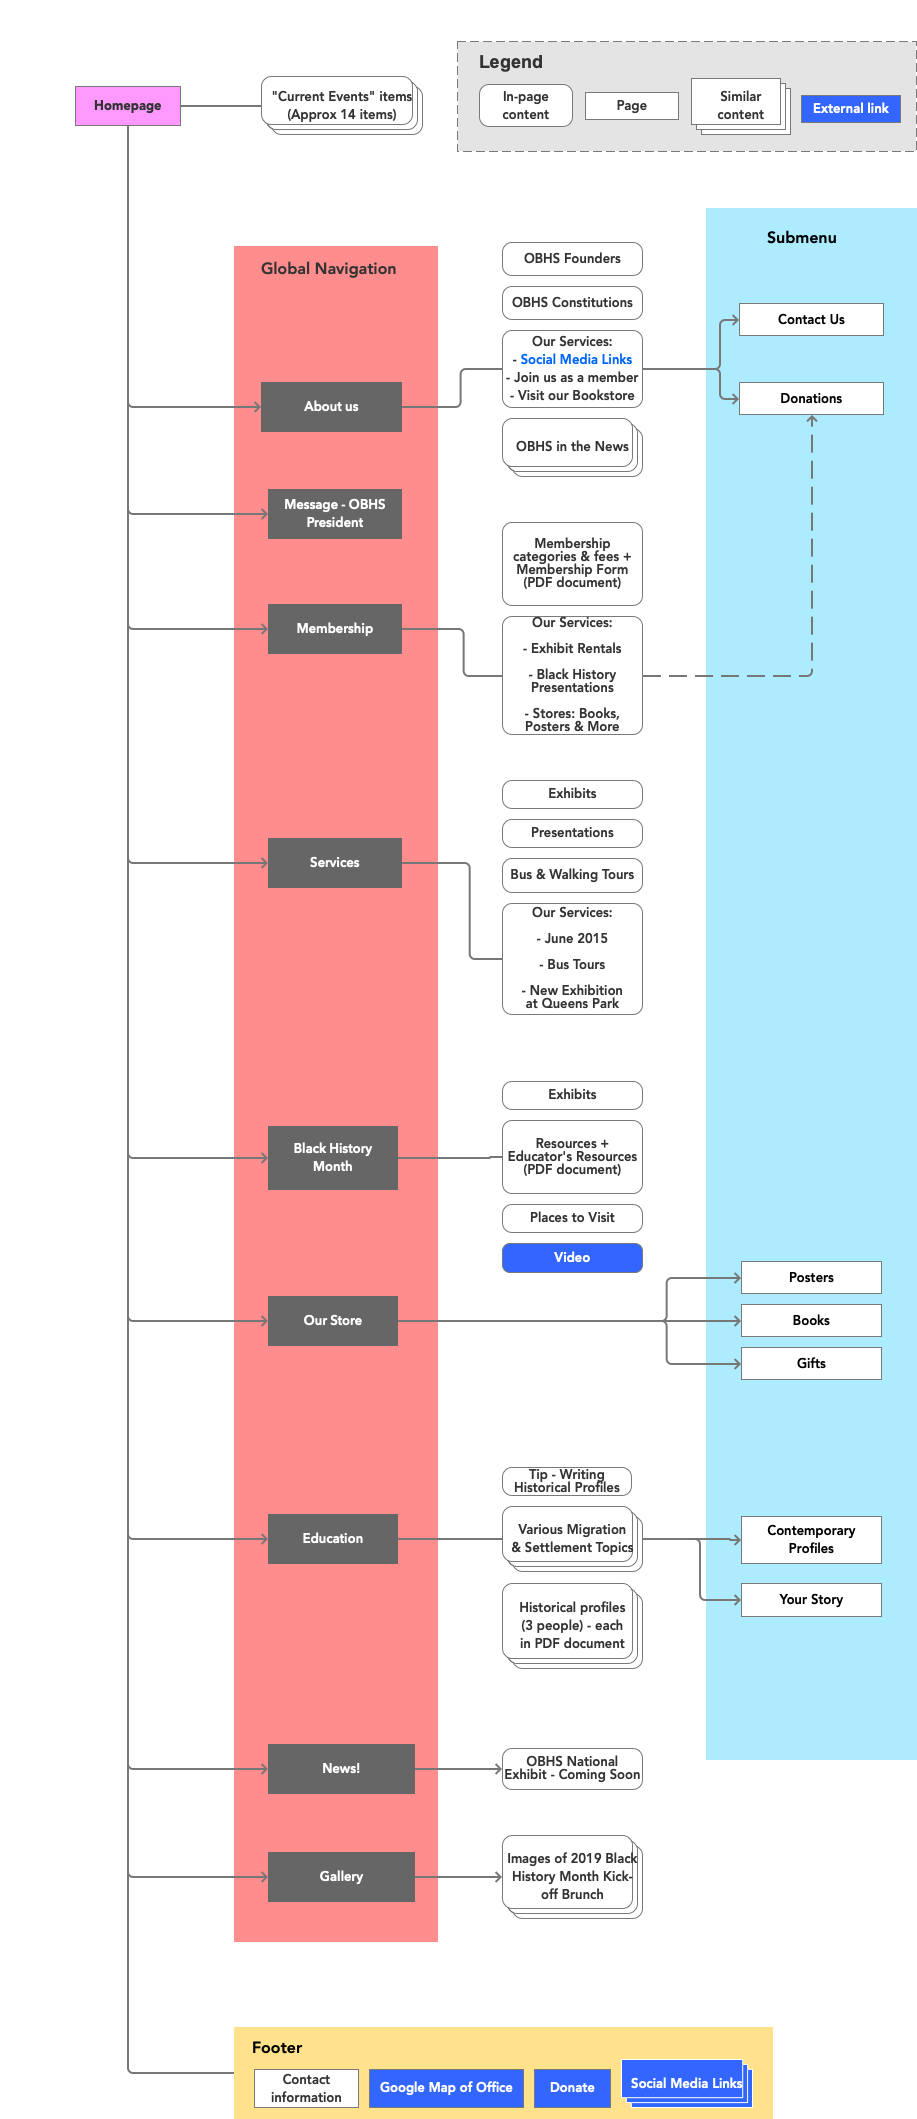 Legend
In-page
content
Page
Similar
content
External link
Homepage
"Current Events" items
(Approx 14 items)
Global Navigation
Submenu
OBHS Founders
OBHS Constitutions
Our Services:
- Social Media Links
- Join us as a member
- Visit our Bookstore
OBHS in the News
Contact Us
Donations
About us
Message - OBHS
President
Membership
categories & fees +
Membership Form
(PDF document)
Membership
Our Services:
- Exhibit Rentals
- Black History
Presentations
- Stores: Books,
Posters & More
Exhibits
Presentations
Services
Bus & Walking Tours
Our Services:
- June 2015
- Bus Tours
- New Exhibition
at Queens Park
Exhibits
Black History
Month
Resources +
Educator's Resources
(PDF document)
Places to Visit
Video
Our Store
Posters
Books
Gifts
Tip - Writing
Historical Profiles
Education
Various Migration
& Settlement Topics
Contemporary
Profiles
Your Story
Historical profiles
(3 people) - each
in PDF document
News!
OBHS National
Exhibit - Coming Soon
Gallery
Images of 2019 Black
History Month Kick-
off Brunch
Footer
Contact
information
Google Map of Office
Donate
Social Media Links